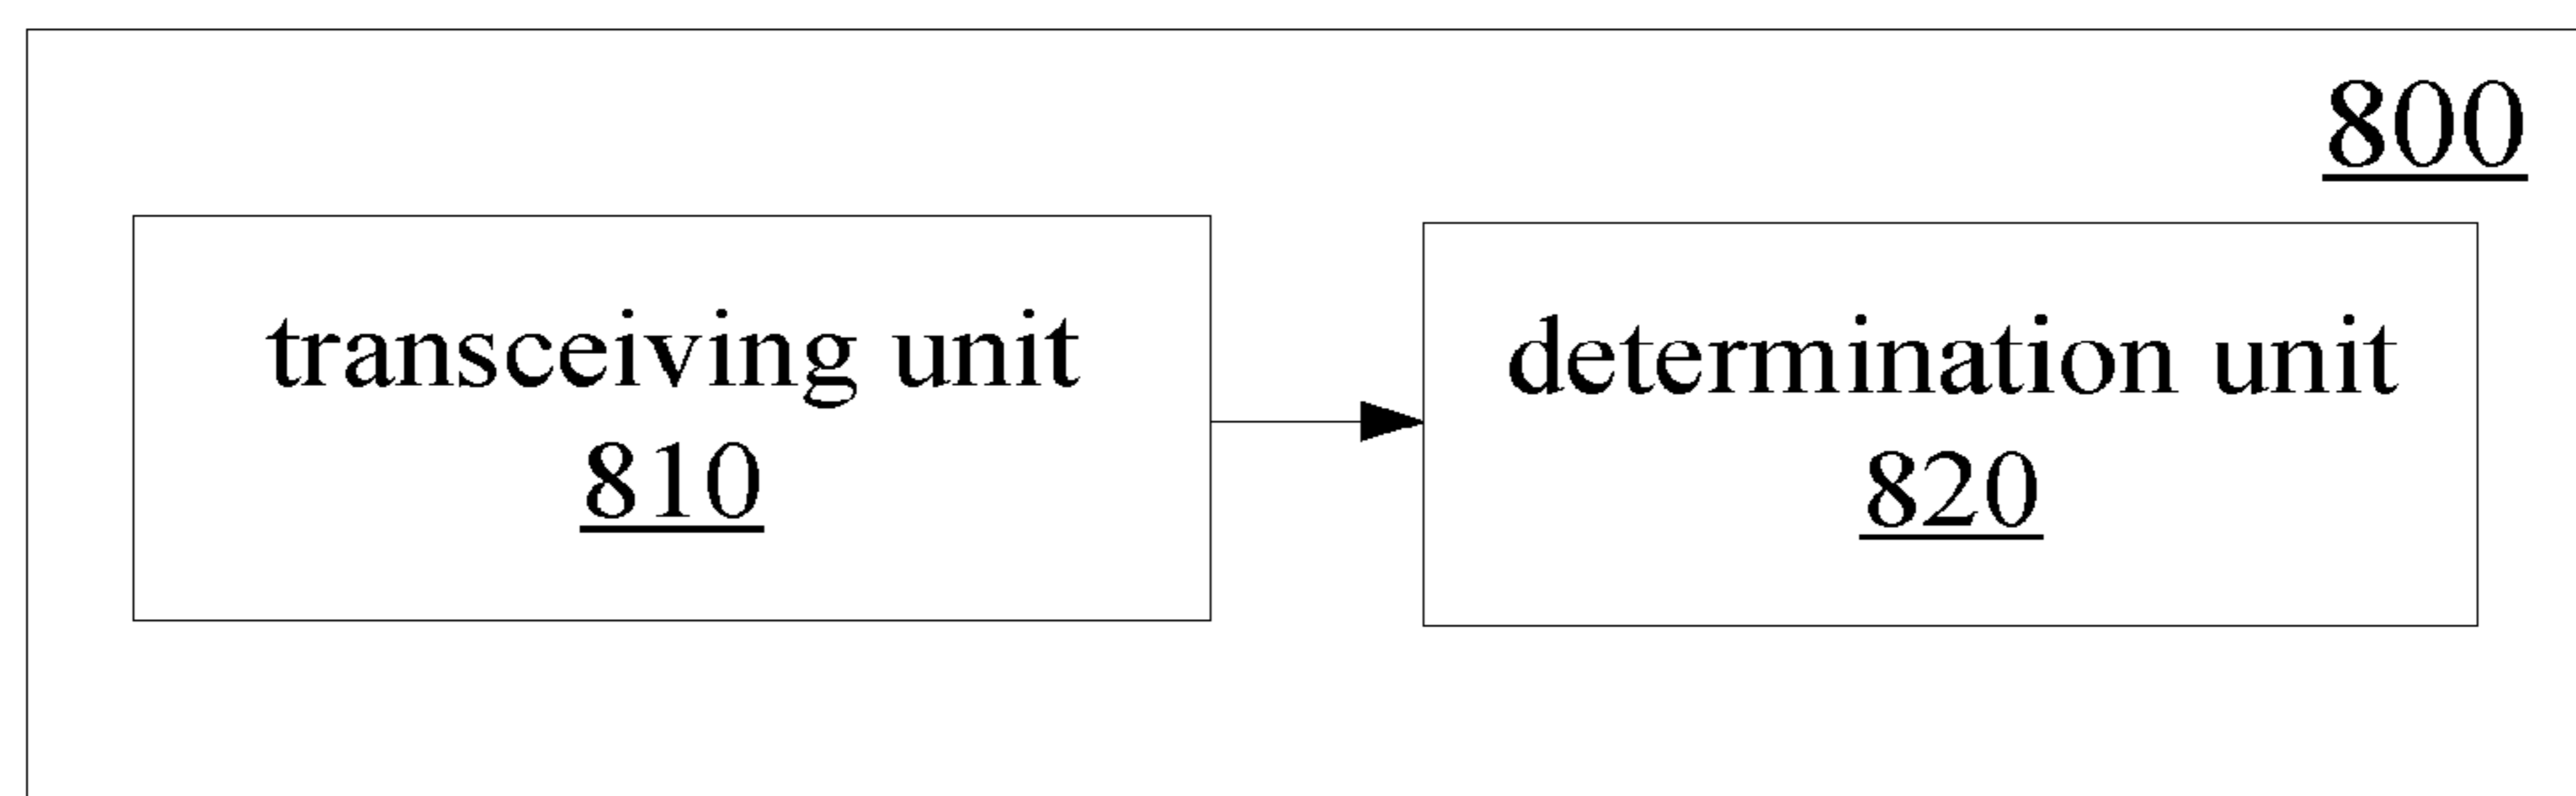 800
transceiving unit
810
determination unit
820